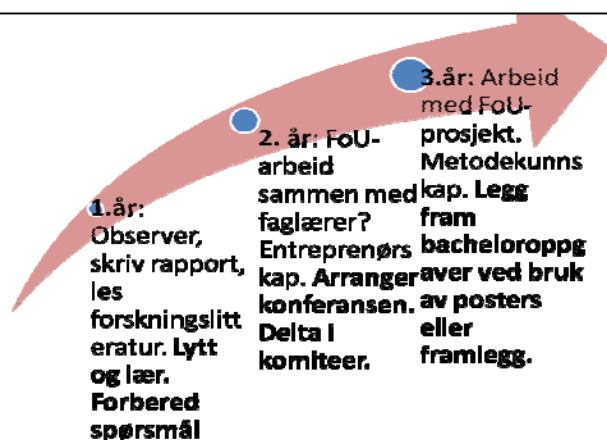 1.år:
Observer,
skriv rapport,
les
forskningslitt
eratur. Lytt
og lær.
Forbered
spørsmål
2. år: FoU-
arbeid
sammen med
faglærer?
Entreprenørs
kap. Arranger
konferansen.
Delta i
komiteer.
3.år: Arbeid
med FoU-
prosjekt.
Metodekunns
kap. Legg
fram
bacheloroppg
aver ved bruk
av posters
eller
framlegg.